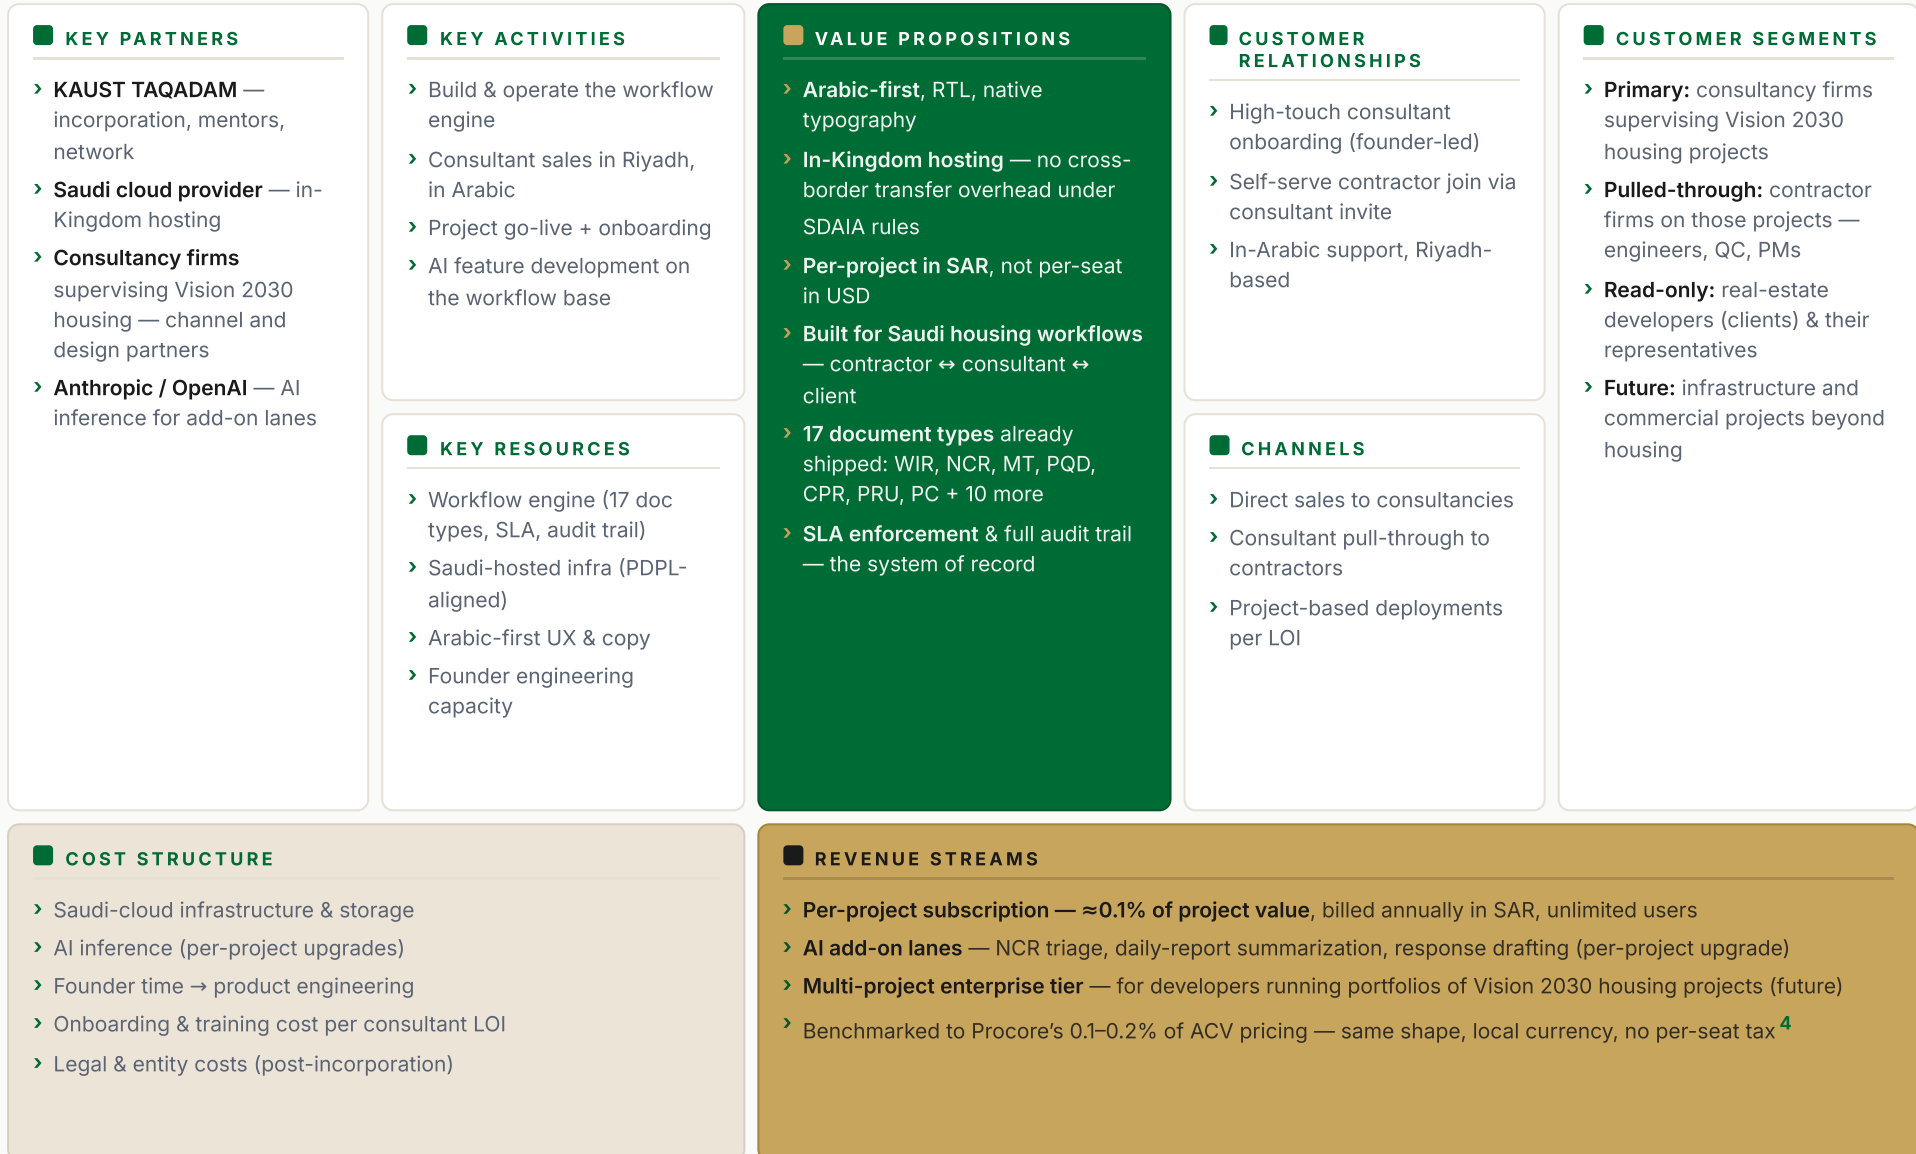 KEY PARTNERS
› KAUST TAQADAM —
incorporation, mentors,
network
› Saudi cloud provider — in-
Kingdom hosting
› Consultancy firms
supervising Vision 2030
housing — channel and
design partners
› Anthropic / OpenAI — AI
inference for add-on lanes
KEY ACTIVITIES
› Build & operate the workflow
engine
› Consultant sales in Riyadh,
in Arabic
› Project go-live + onboarding
› AI feature development on
the workflow base
KEY RESOURCES
› Workflow engine (17 doc
types, SLA, audit trail)
› Saudi-hosted infra (PDPL-
aligned)
› Arabic-first UX & copy
› Founder engineering
capacity
VALUE PROPOSITIONS
› Arabic-first, RTL, native
typography
› In-Kingdom hosting — no cross-
border transfer overhead under
SDAIA rules
› Per-project in SAR, not per-seat
in USD
› Built for Saudi housing workflows
— contractor ↔ consultant ↔
client
› 17 document types already
shipped: WIR, NCR, MT, PQD,
CPR, PRU, PC + 10 more
› SLA enforcement & full audit trail
— the system of record
CUSTOMER
RELATIONSHIPS
› High-touch consultant
onboarding (founder-led)
› Self-serve contractor join via
consultant invite
› In-Arabic support, Riyadh-
based
CHANNELS
› Direct sales to consultancies
› Consultant pull-through to
contractors
› Project-based deployments
per LOI
CUSTOMER SEGMENTS
› Primary: consultancy firms
supervising Vision 2030
housing projects
› Pulled-through: contractor
firms on those projects —
engineers, QC, PMs
› Read-only: real-estate
developers (clients) & their
representatives
› Future: infrastructure and
commercial projects beyond
housing
COST STRUCTURE
› Saudi-cloud infrastructure & storage
› AI inference (per-project upgrades)
› Founder time → product engineering
› Onboarding & training cost per consultant LOI
› Legal & entity costs (post-incorporation)
REVENUE STREAMS
› Per-project subscription — ≈0.1% of project value, billed annually in SAR, unlimited users
› AI add-on lanes — NCR triage, daily-report summarization, response drafting (per-project upgrade)
› Multi-project enterprise tier — for developers running portfolios of Vision 2030 housing projects (future)
› Benchmarked to Procore’s 0.1–0.2% of ACV pricing — same shape, local currency, no per-seat tax 4